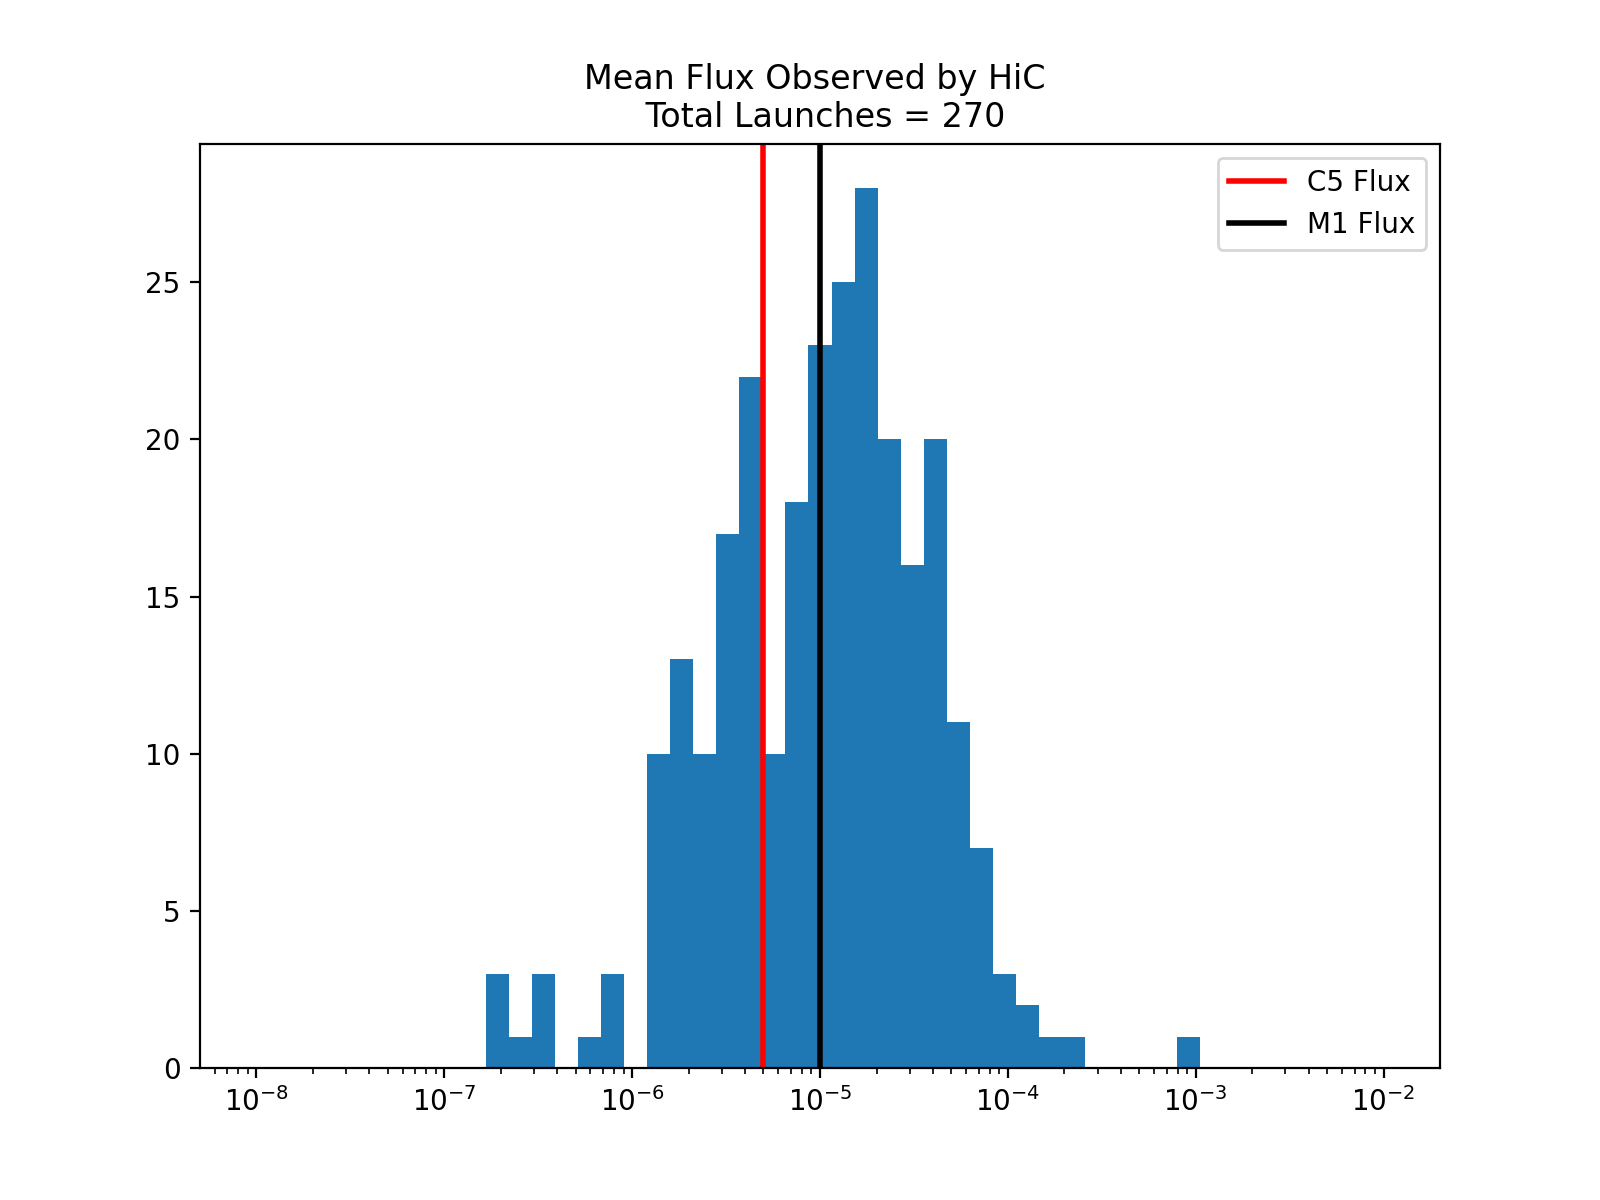 Mean Flux Observed by HiC
Total Launches = 270
C5 Flux
M1 Flux
25
20
15
10
5
0
10⁻⁸ 10⁻⁷ 10⁻⁶ 10⁻⁵ 10⁻⁴ 10⁻³ 10⁻²